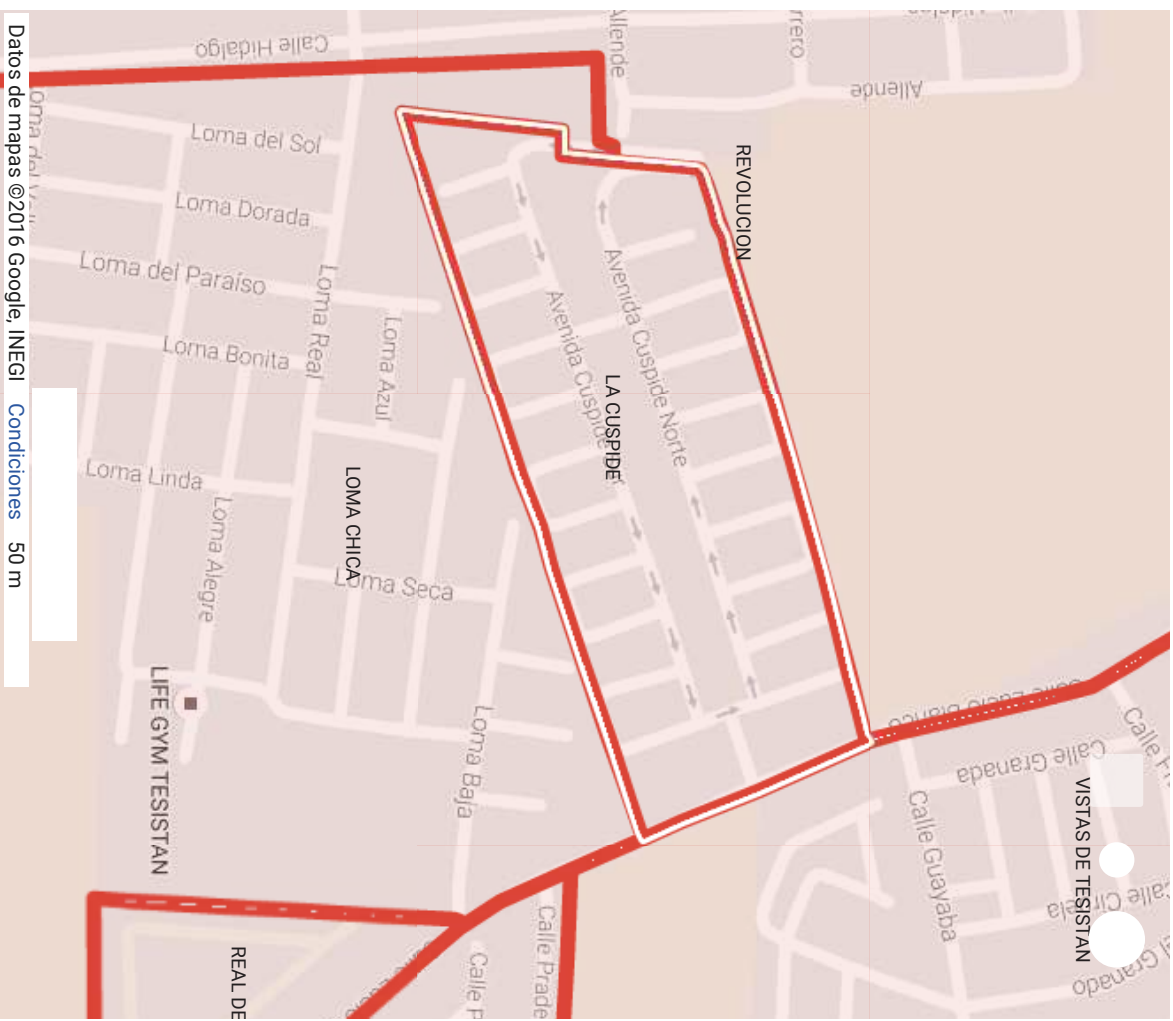 Calle Hidalgo
Allende
Allende
Loma del Sol
REVOLUCION
Loma Dorada
Loma del Paraíso
Loma Real
Avenida Cuspide Norte
Avenida Cuspide
Loma Bonita
Loma Azul
LA CUSPIDE
Loma Linda
LOMA CHICA
Loma Alegre
Loma Seca
LIFE GYM TESISTAN
Loma Baja
Calle Granada
VISTAS DE TESISTAN
Calle Guayaba
Calle
REAL DE
Calle
Calle
Datos de mapas ©2016 Google, INEGI Condiciones 50 m